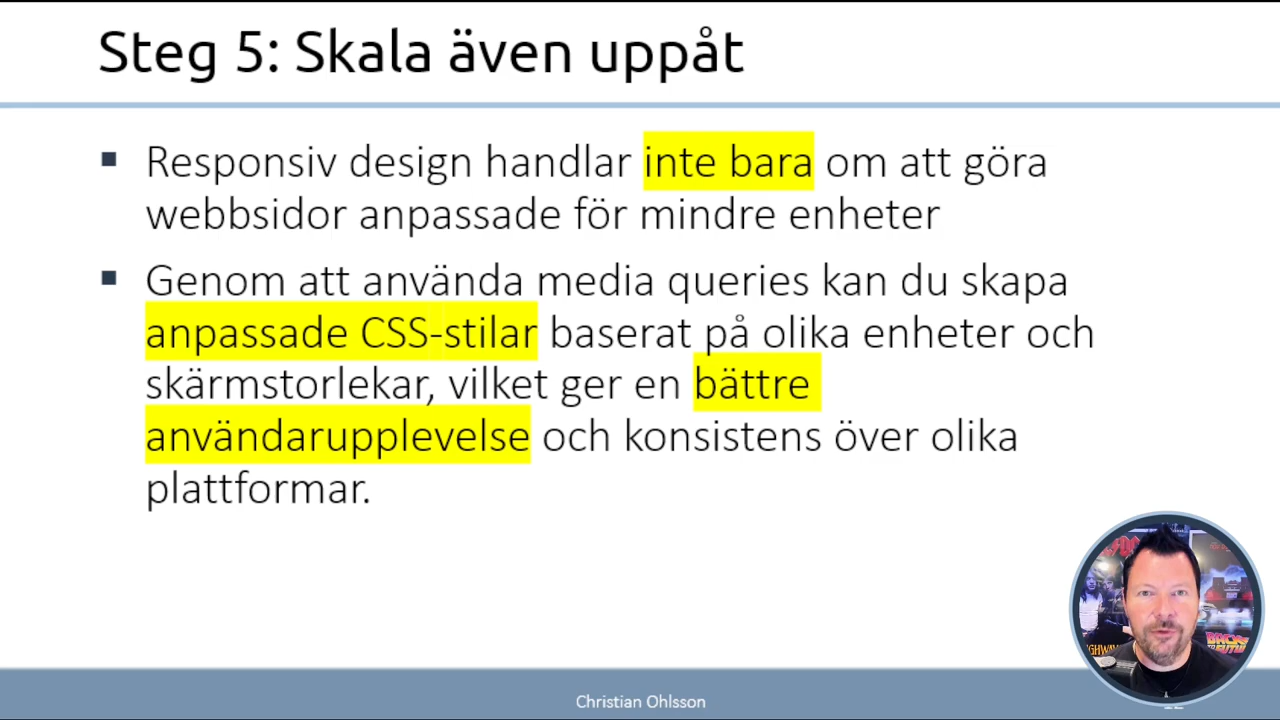 Steg 5: Skala även uppåt
Responsiv design handlar inte bara om att göra
webbsidor anpassade för mindre enheter
Genom att använda media queries kan du skapa
anpassade CSS-stilar baserat på olika enheter och
skärmstorlekar, vilket ger en bättre
användarupplevelse och konsistens över olika
plattformar.
Christian Ohlsson